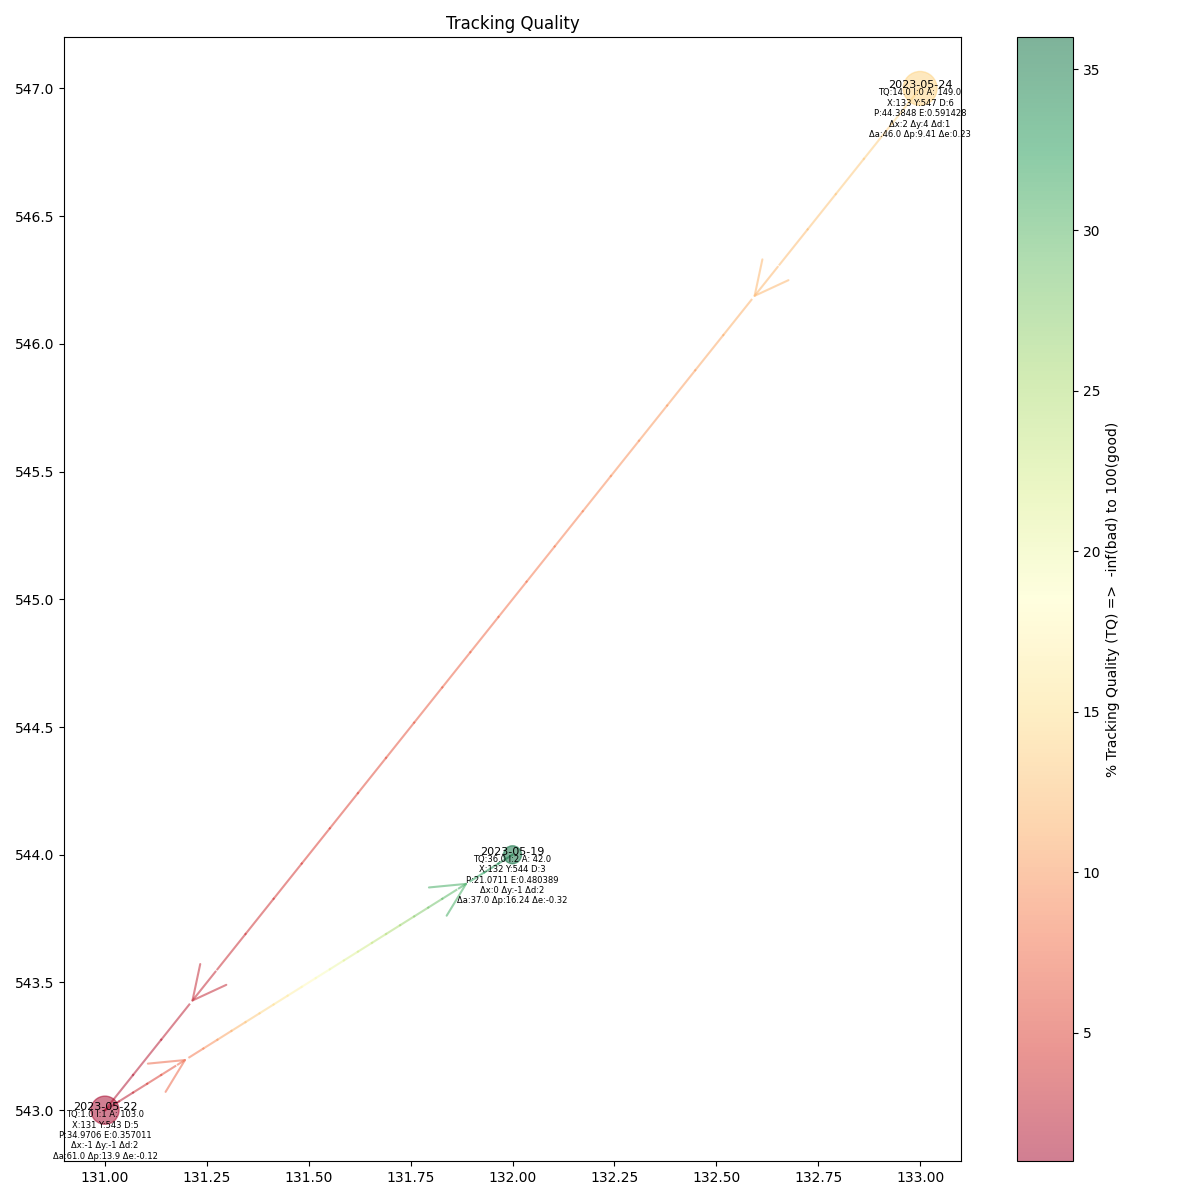 Tracking Quality
547.0
546.5
546.0
545.5
545.0
544.5
544.0
543.5
543.0
131.00
131.25
131.50
131.75
132.00
132.25
132.50
132.75
133.00
2023-05-24
TQ:14.0 I:0 A: 149.0
X:133 Y:547 D:6
P:44.3848 E:0.591428
Δx:2 Δy:4 Δd:1
Δa:46.0 Δp:9.41 Δe:0.23
2023-05-19
TQ:36.0 I:2 A: 42.0
X:132 Y:544 D:3
P:21.0711 E:0.480389
Δx:0 Δy:-1 Δd:2
Δa:37.0 Δp:16.24 Δe:-0.32
2023-05-22
TQ:1.0 I:1 A: 103.0
X:131 Y:543 D:5
P:34.9706 E:0.357011
Δx:-1 Δy:-1 Δd:2
Δa:61.0 Δp:13.9 Δe:-0.12
35
30
25
20
15
10
5
% Tracking Quality (TQ) => -inf(bad) to 100(good)